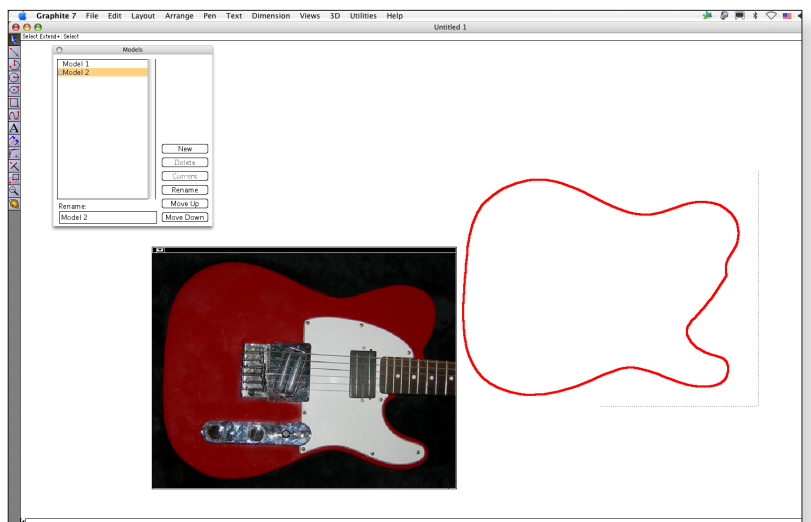 Graphite 7 File Edit Layout Arrange Pen Text Dimension Views 3D Utilities Help
Untitled 1
Select Extend+: Select
Models
Model 1
Model 2
New
Delete
Current
Rename
Rename:
Move Up
Model 2
Move Down
A